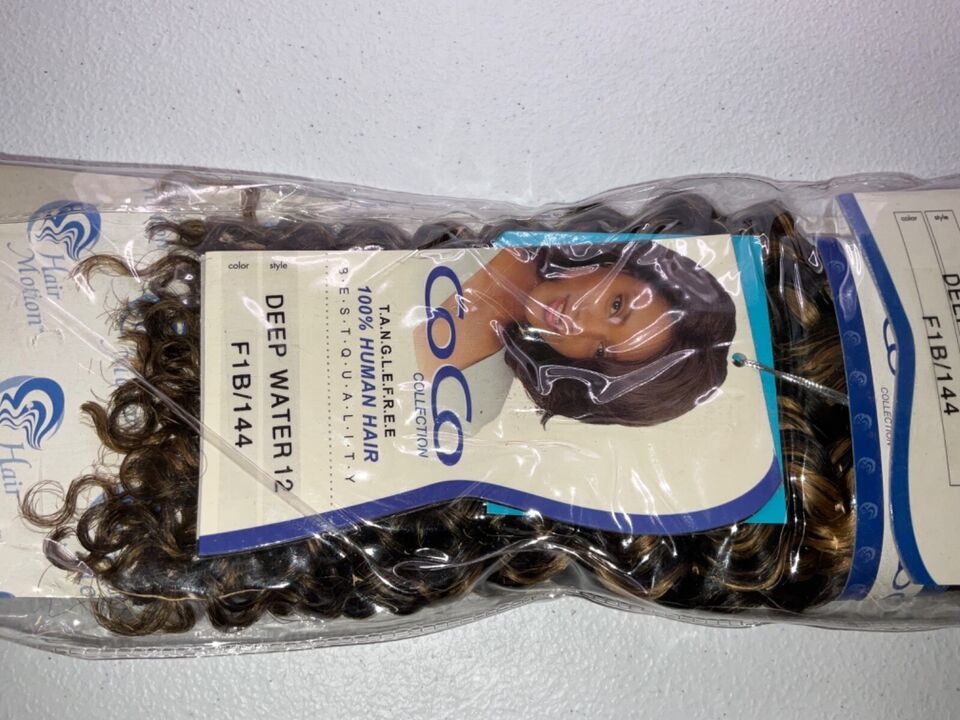 CoCo
COLLECTION
T.A.N.G.L.E.F.R.E.E
100% HUMAN HAIR
B·E·S·T·Q·U·A·L·I·T·Y
style
DEEP WATER 12
color
F1B/144
Hair
Motion
Hair
style
DEEP
color
F1B/144
COLLECTION